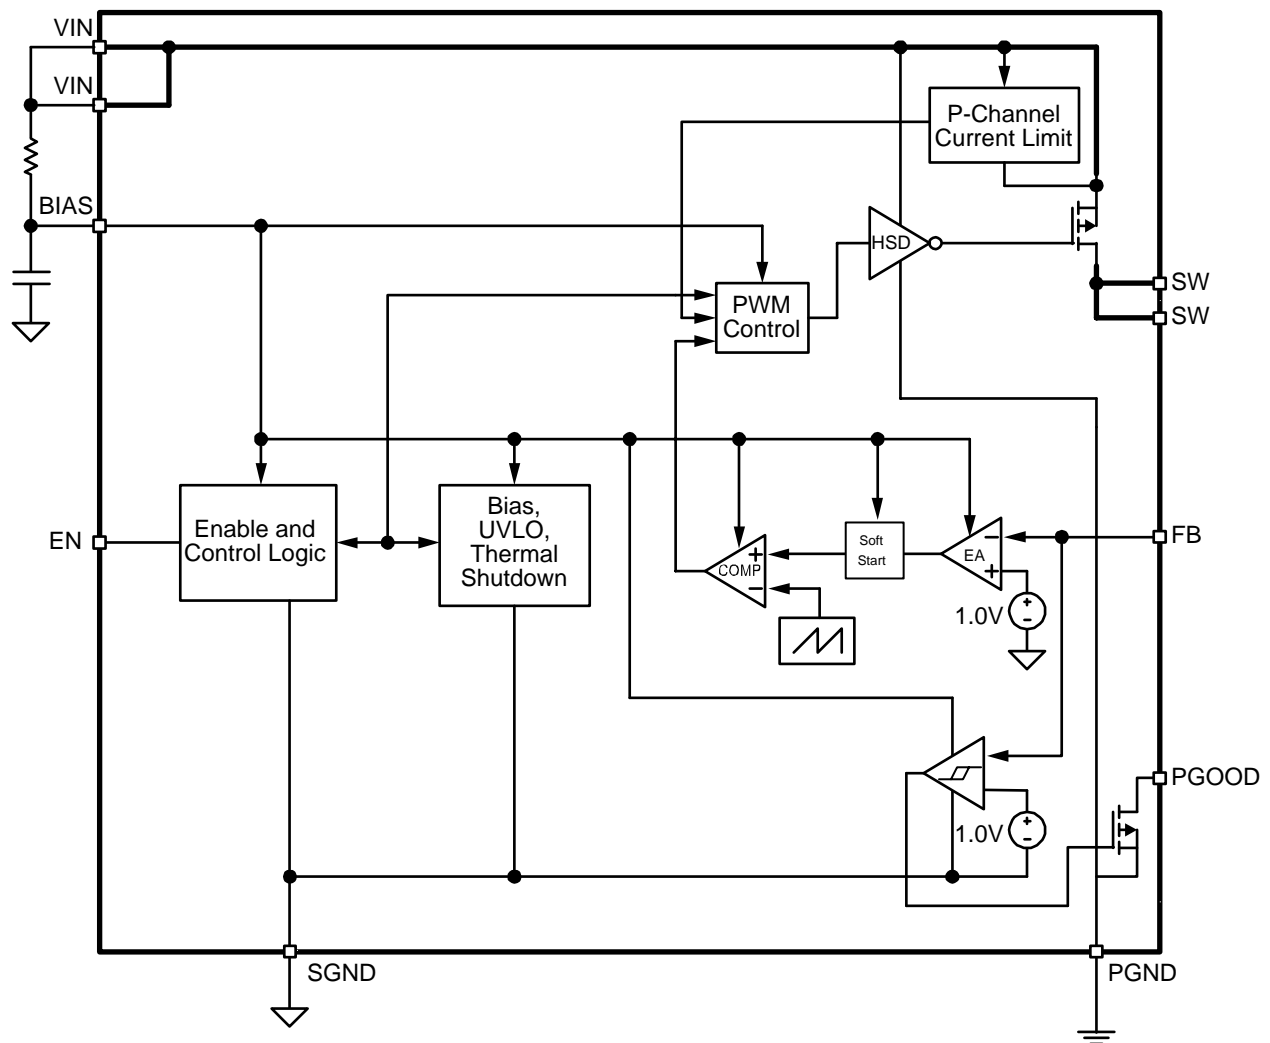 VIN
VIN
P-Channel
Current Limit
BIAS
HSD
SW
PWM
Control
SW
Enable and
Control Logic
Bias,
UVLO,
Thermal
Shutdown
EN
Soft
Start
COMP
+
−
EA
−
+
FB
1.0V
+
−
PGOOD
1.0V
+
−
SGND
PGND